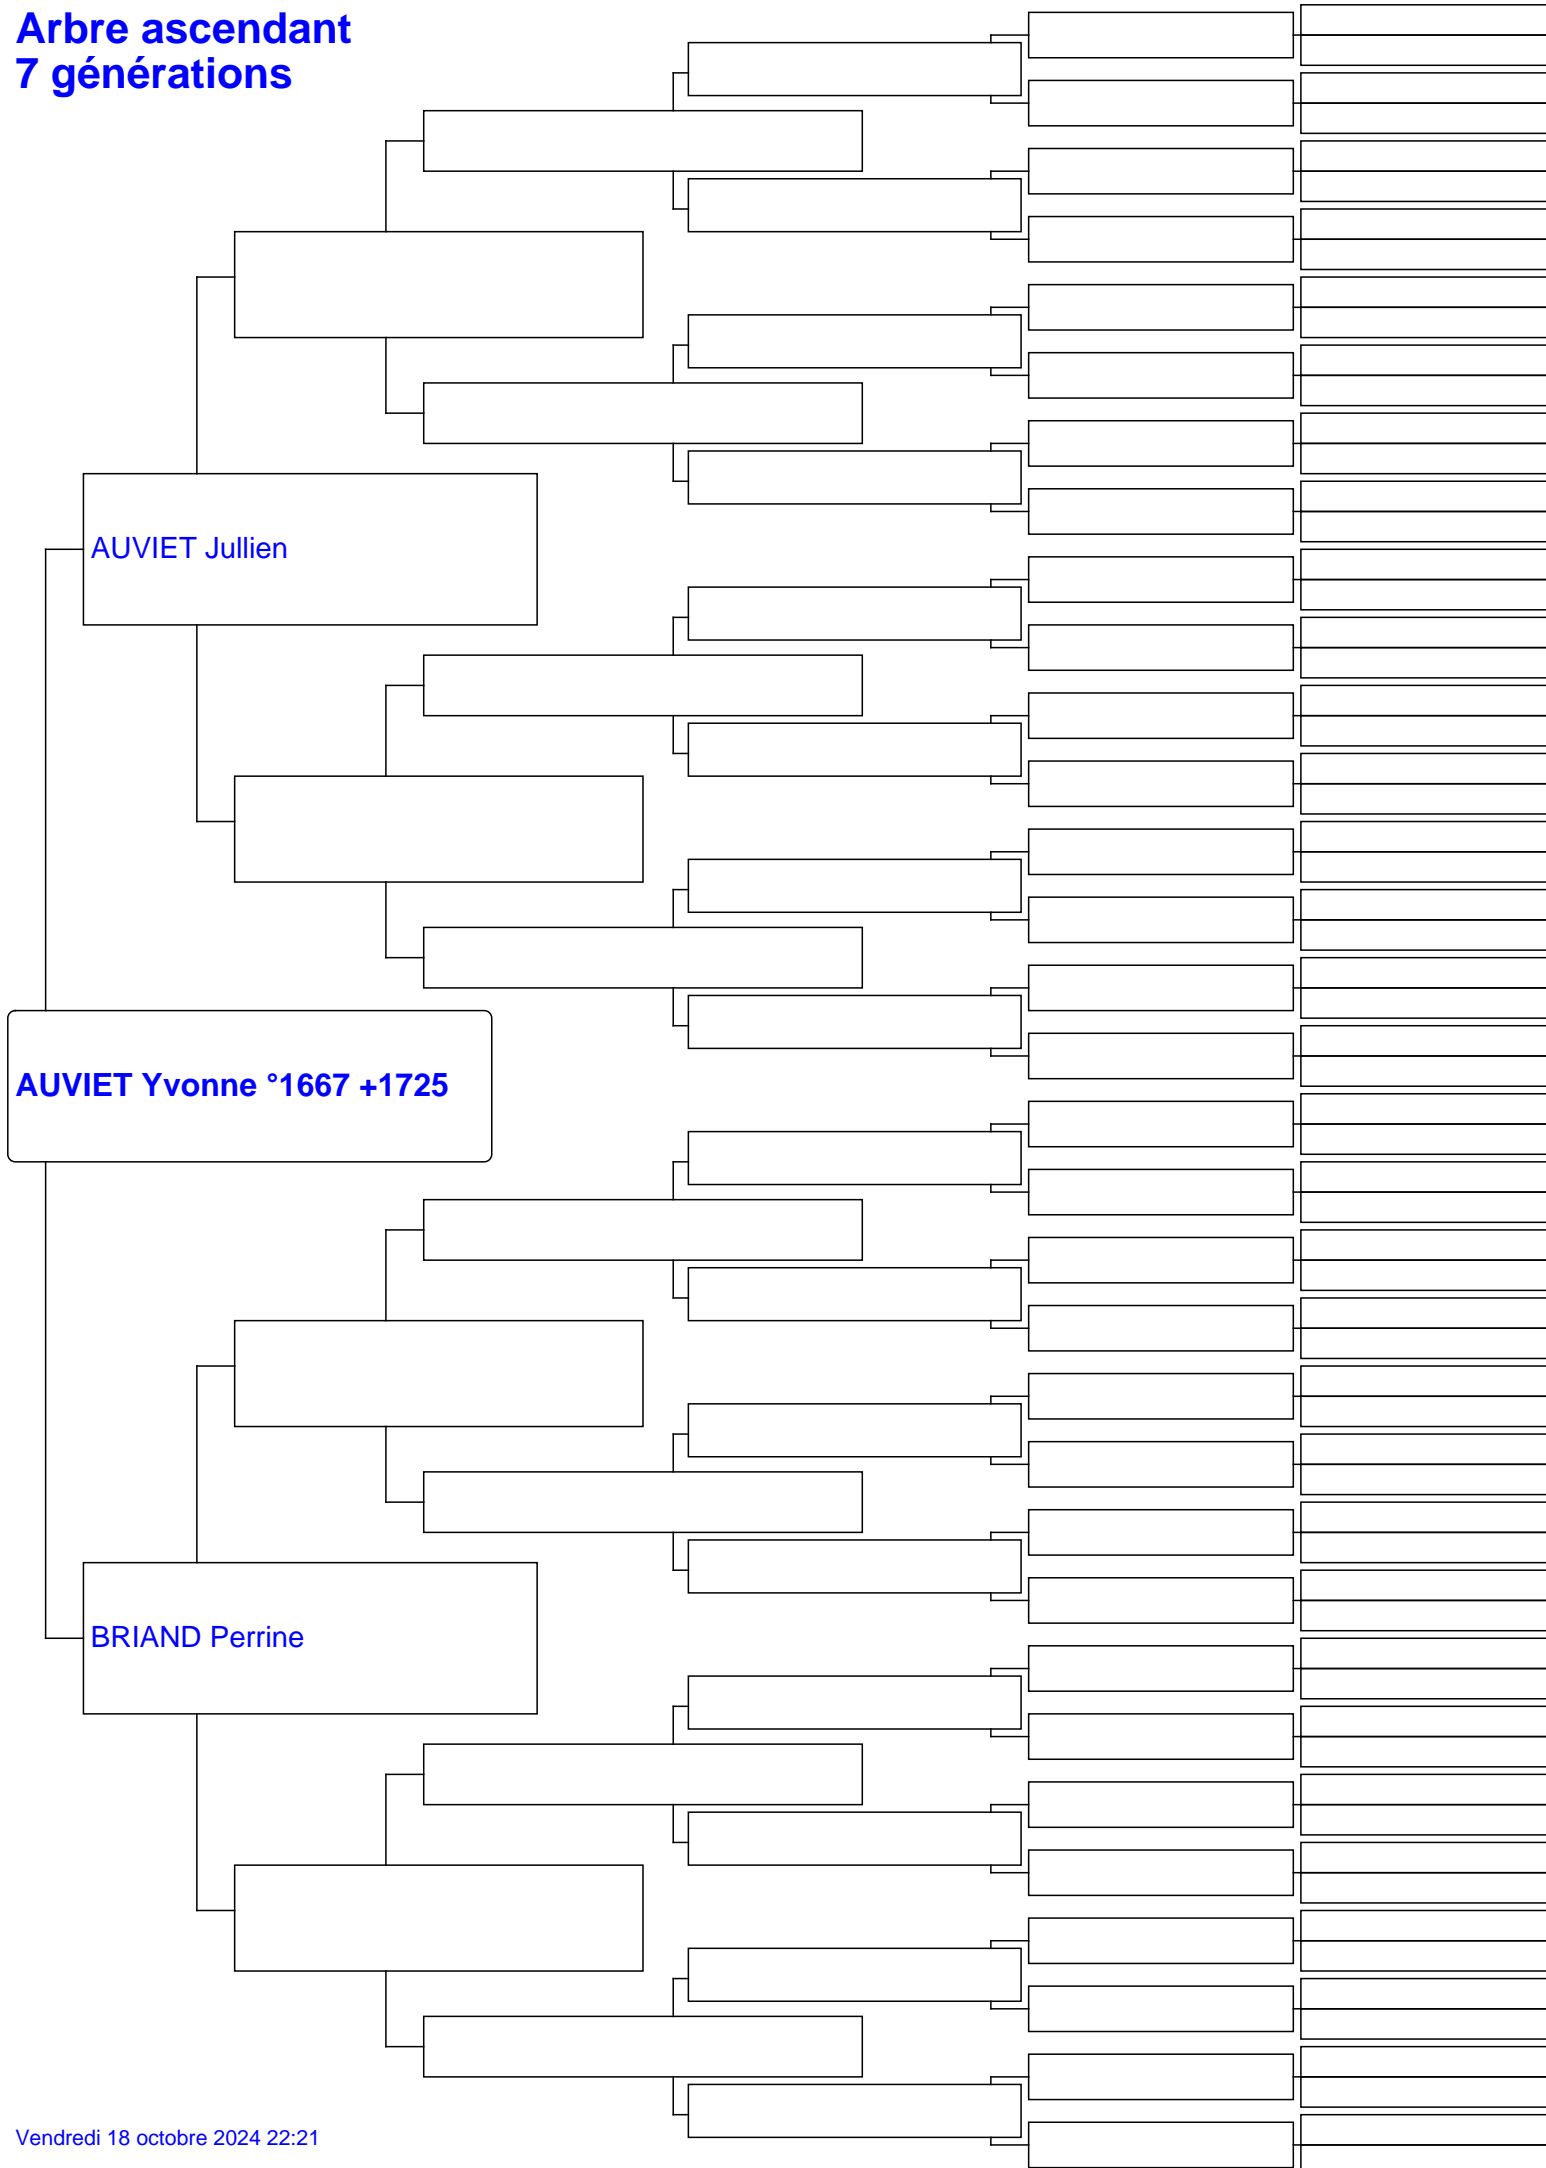 Arbre ascendant
7 générations
AUVIET Jullien
AUVIET Yvonne °1667 +1725
BRIAND Perrine
Vendredi 18 octobre 2024 22:21